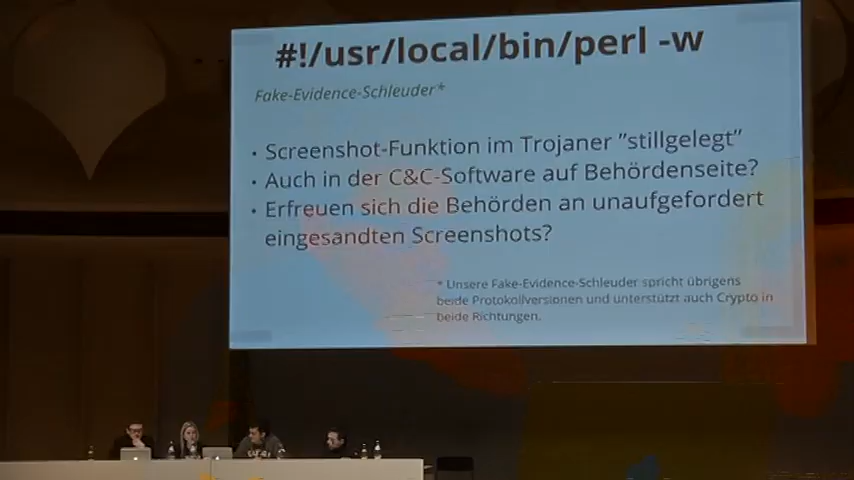 #!/usr/local/bin/perl -w
Fake-Evidence-Schleuder*
• Screenshot-Funktion im Trojaner "stillgelegt"
• Auch in der C&C-Software auf Behördenseite?
• Erfreuen sich die Behörden an unaufgefordert
eingesandten Screenshots?
* Unsere Fake-Evidence-Schleuder spricht übrigens
beide Protokollversionen und unterstützt auch Crypto in
beide Richtungen.